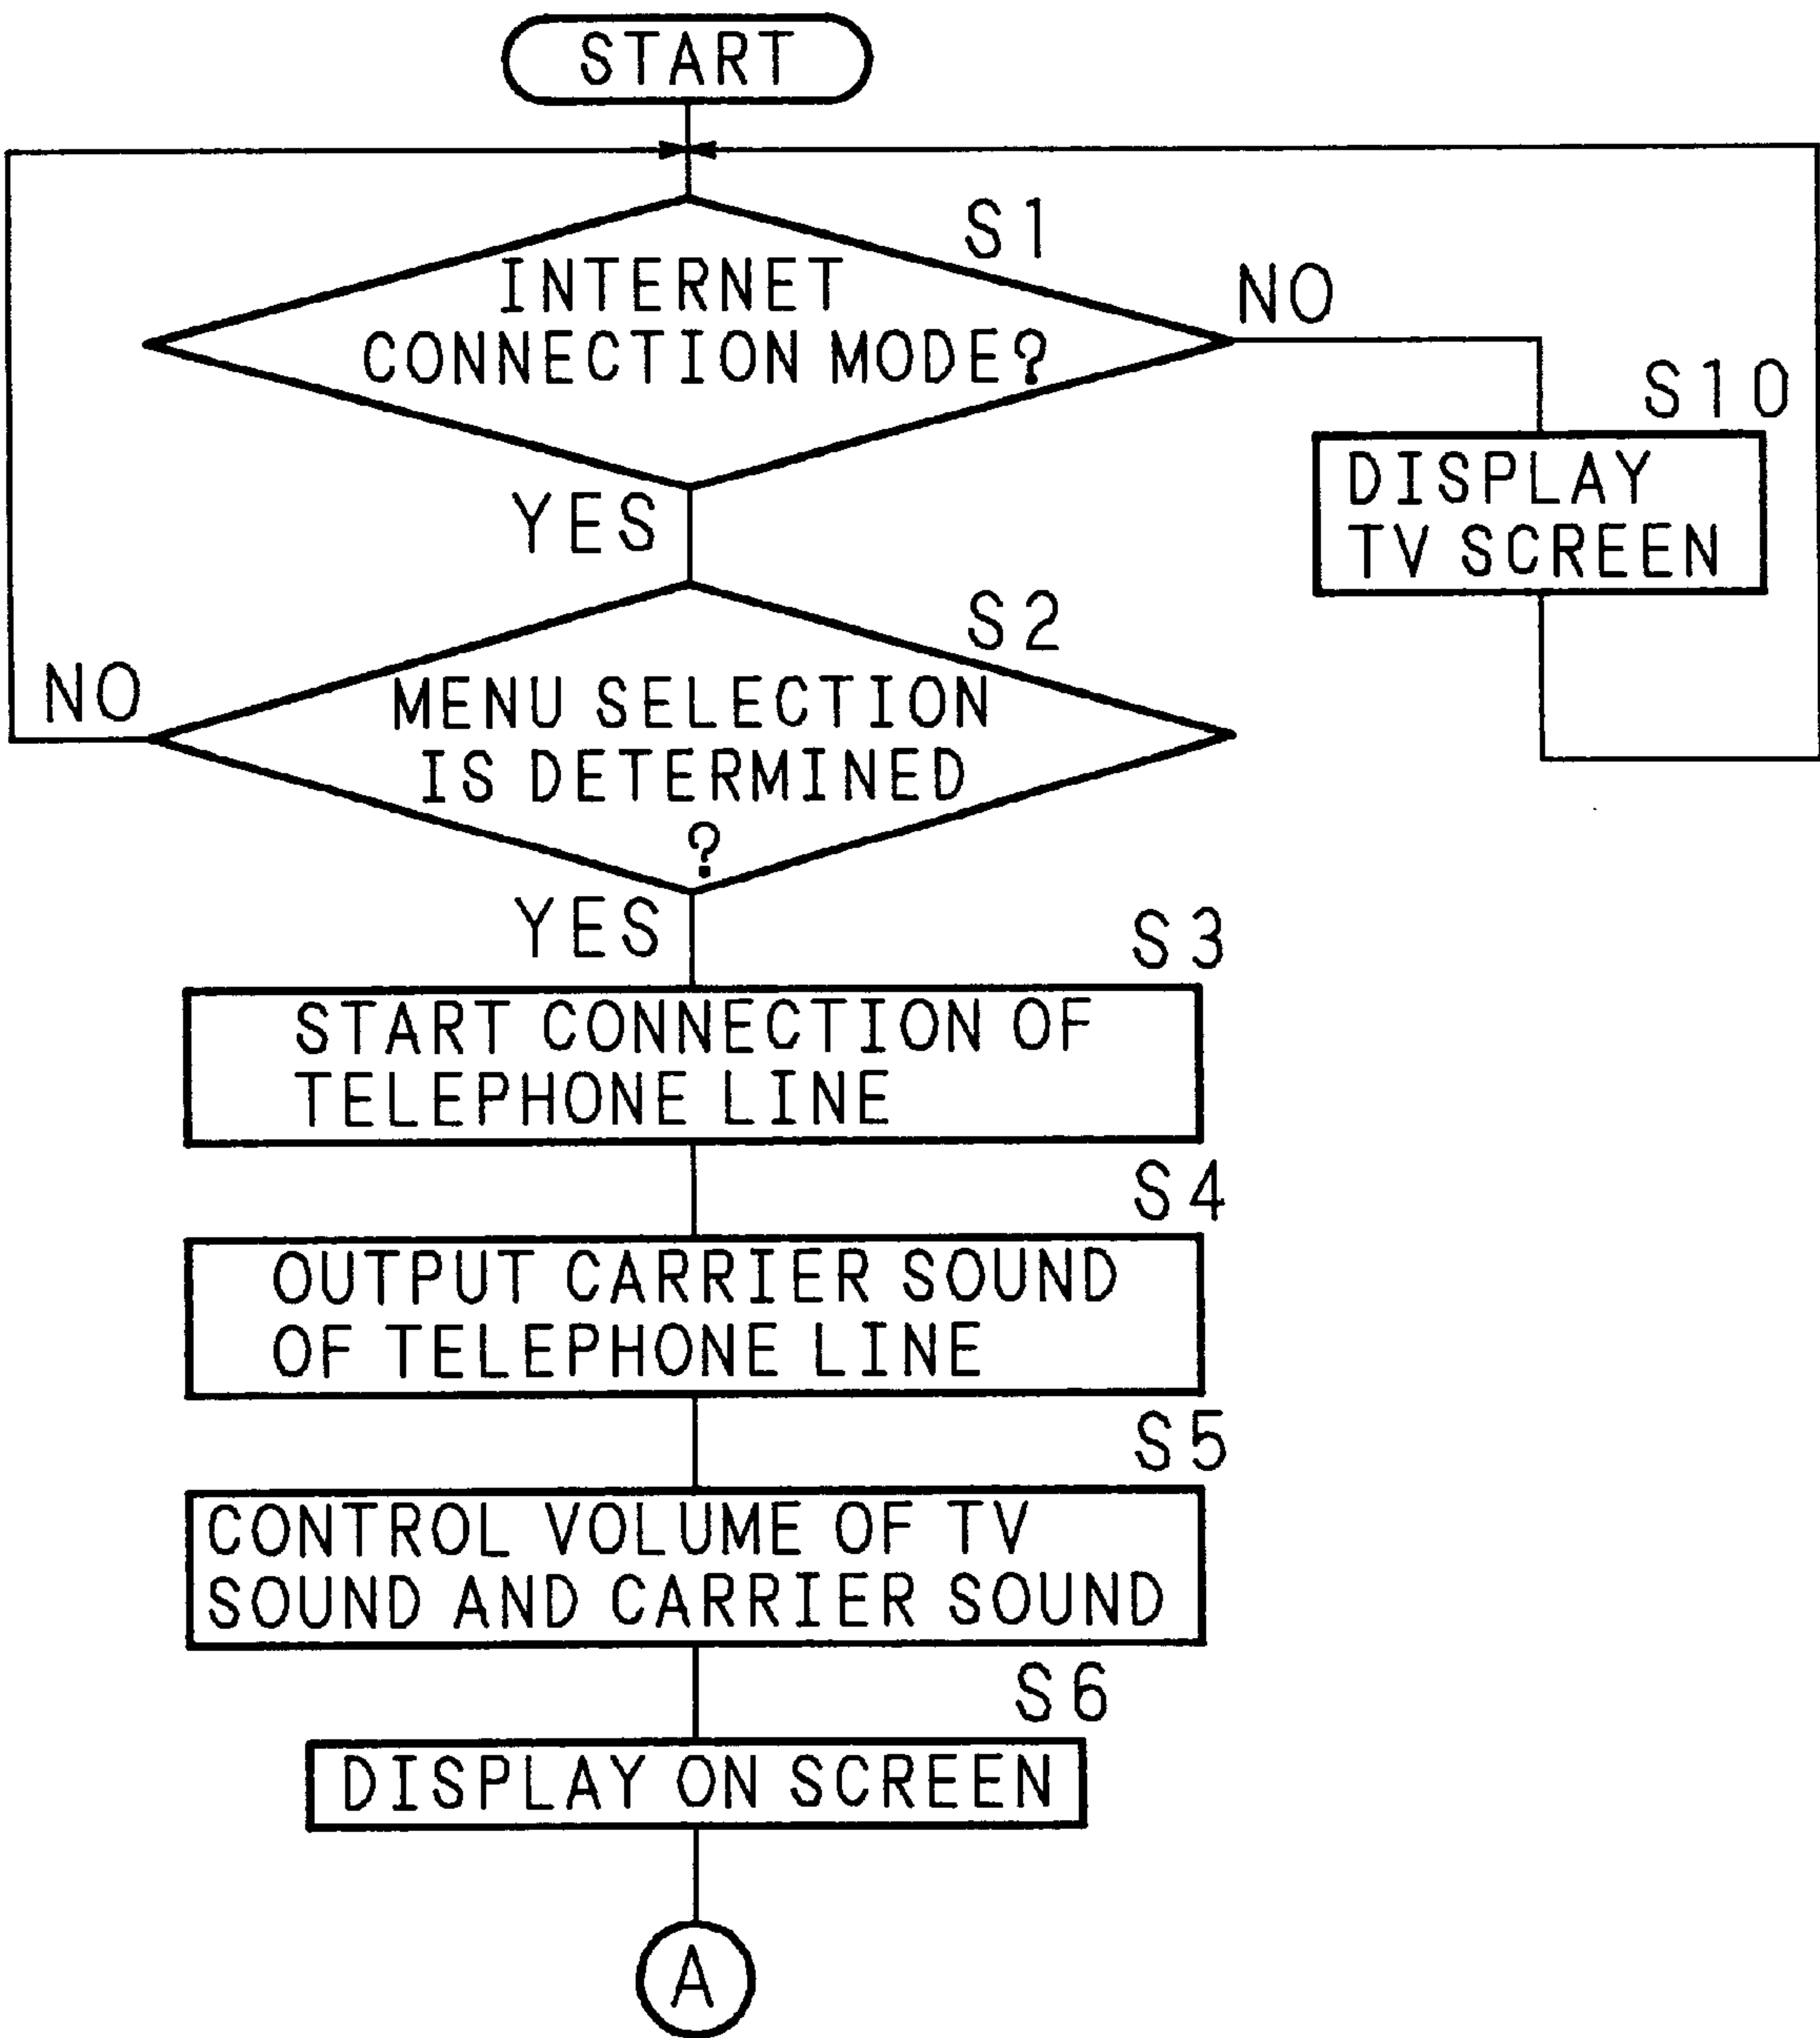 START
S1
INTERNET
CONNECTION MODE?
NO
S10
DISPLAY
TV SCREEN
YES
S2
NO
MENU SELECTION
IS DETERMINED
?
YES
S3
START CONNECTION OF
TELEPHONE LINE
S4
OUTPUT CARRIER SOUND
OF TELEPHONE LINE
S5
CONTROL VOLUME OF TV
SOUND AND CARRIER SOUND
S6
DISPLAY ON SCREEN
A